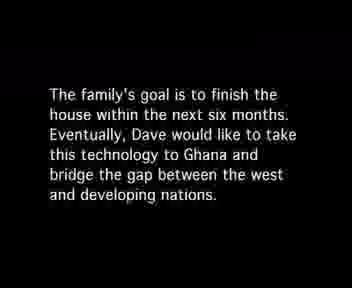 The family's goal is to finish the
house within the next six months.
Eventually, Dave would like to take
this technology to Ghana and
bridge the gap between the west
and developing nations.